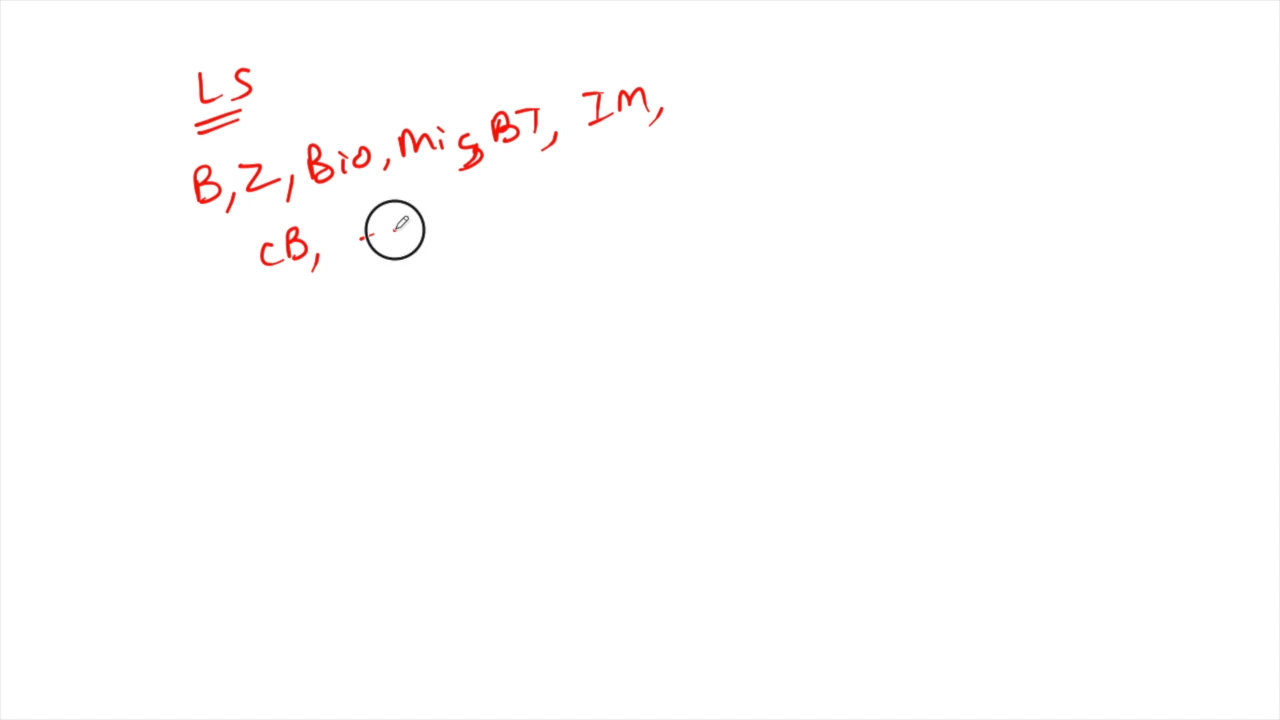 LS
B, Z, Bio, Mic, BT, IM,
CB,